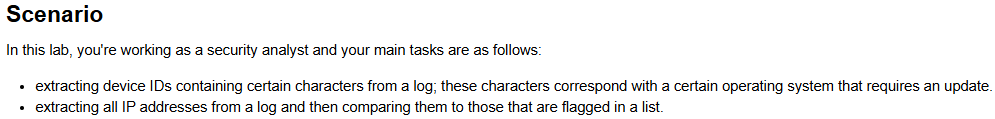 Scenario
In this lab, you're working as a security analyst and your main tasks are as follows:
• extracting device IDs containing certain characters from a log; these characters correspond with a certain operating system that requires an update.
• extracting all IP addresses from a log and then comparing them to those that are flagged in a list.